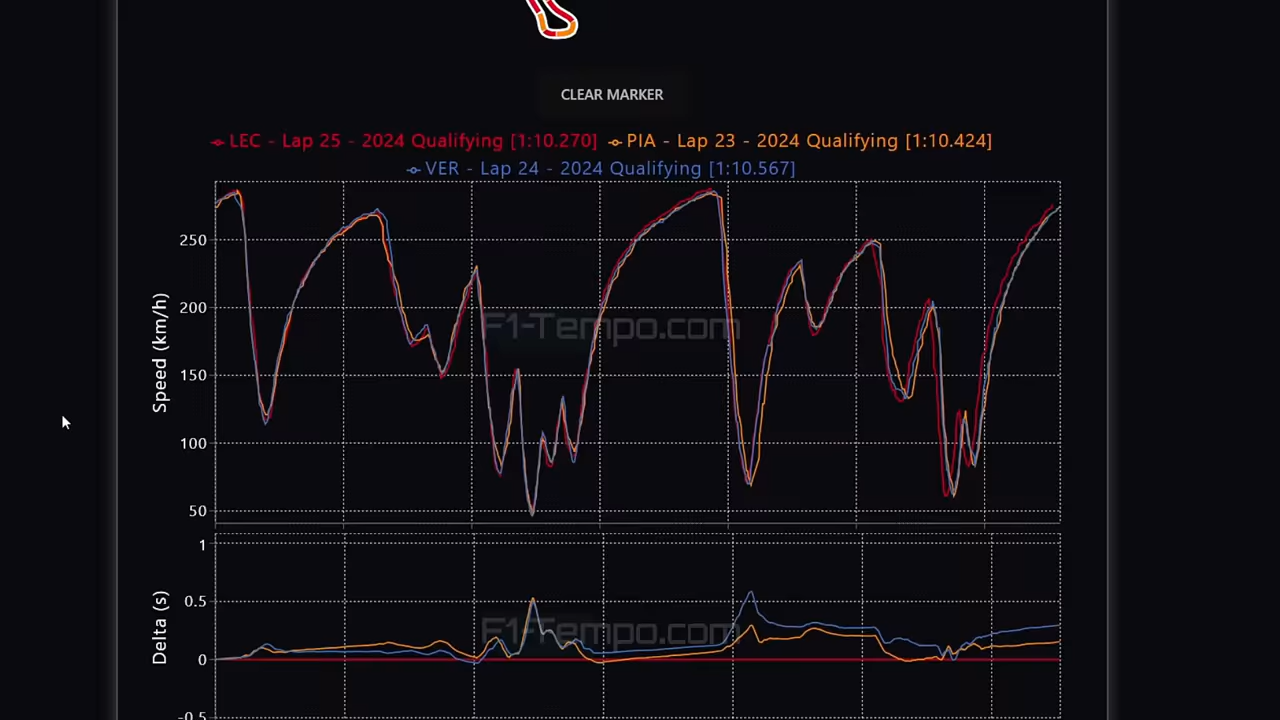 CLEAR MARKER
LEC - Lap 25 - 2024 Qualifying [1:10.270] PIA - Lap 23 - 2024 Qualifying [1:10.424]
VER - Lap 24 - 2024 Qualifying [1:10.567]
250
200
150
100
50
Speed (km/h)
F1-Tempo.com
1
0.5
0
-0.5
Delta (s)
F1-Tempo.com